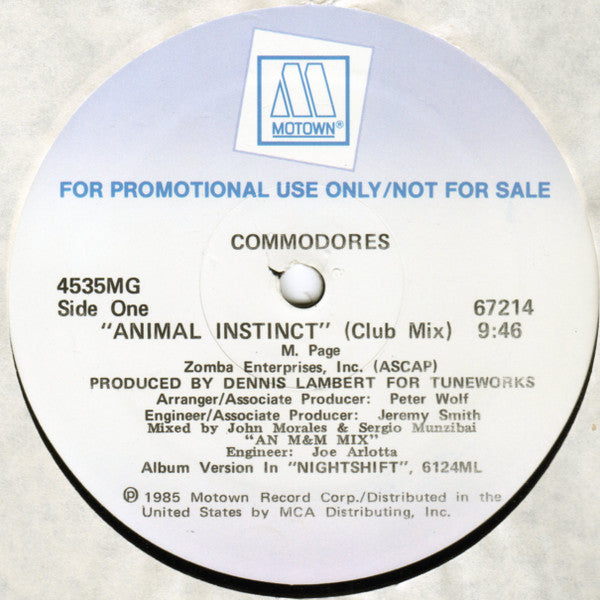 M
MOTOWN®
FOR PROMOTIONAL USE ONLY/NOT FOR SALE
COMMODORES
4535MG
Side One
67214
"ANIMAL INSTINCT" (Club Mix) 9:46
M. Page
Zomba Enterprises, Inc. (ASCAP)
PRODUCED BY DENNIS LAMBERT FOR TUNEWORKS
Arranger/Associate Producer: Peter Wolf
Engineer/Associate Producer: Jeremy Smith
Mixed by John Morales & Sergio Munzibai
"AN M&M MIX"
Engineer: Joe Arlotta
Album Version In "NIGHTSHIFT", 6124ML
Ⓟ 1985 Motown Record Corp./Distributed in the
United States by MCA Distributing, Inc.